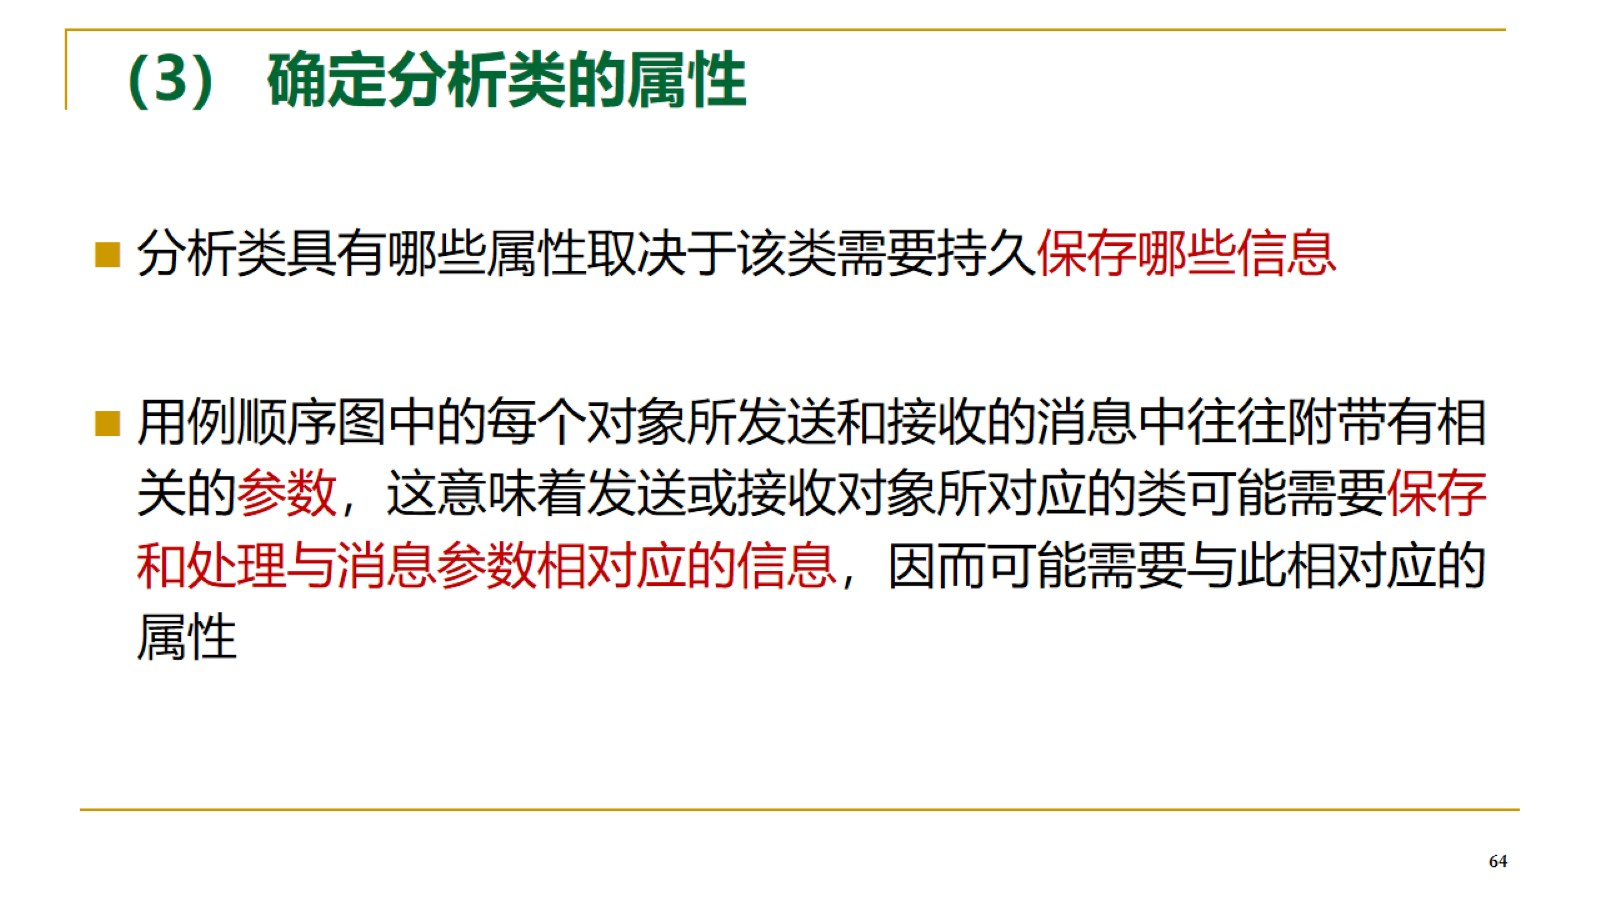 （3） 确定分析类的属性
分析类具有哪些属性取决于该类需要持久保存哪些信息
用例顺序图中的每个对象所发送和接收的消息中往往附带有相
关的参数，这意味着发送或接收对象所对应的类可能需要保存
和处理与消息参数相对应的信息，因而可能需要与此相对应的
属性
64